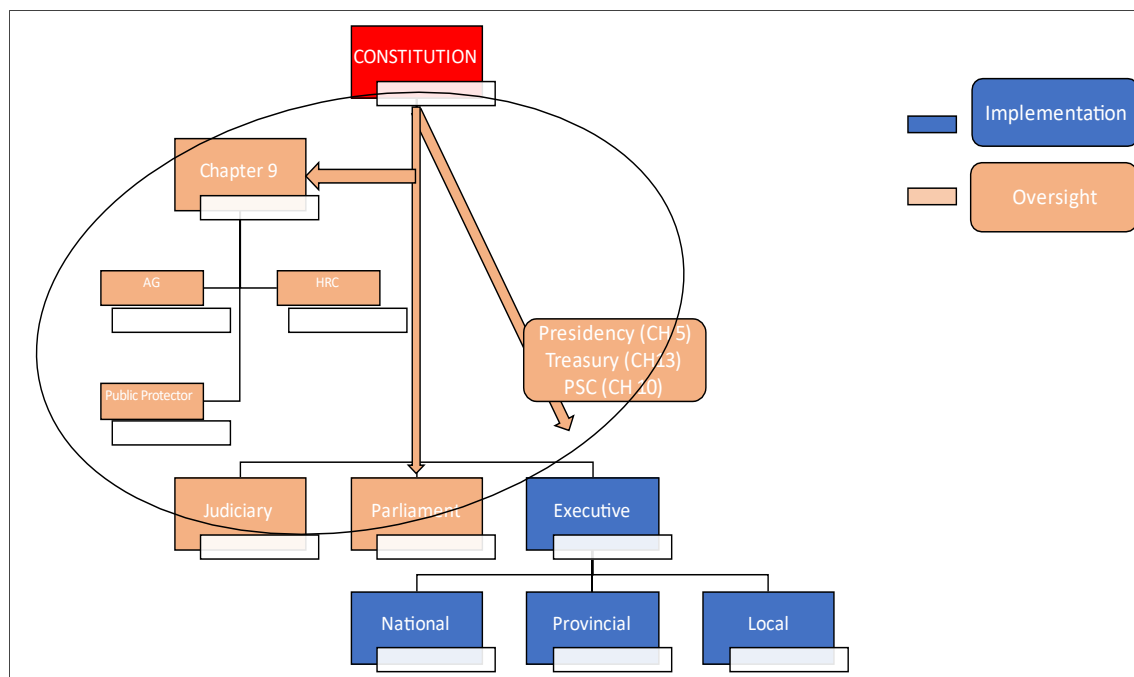 CONSTITUTION
Implementation
Chapter 9
Oversight
AG
HRC
Presidency (CH 5)
Treasury (CH13)
PSC (CH 10)
Public Protector
Judiciary
Parliament
Executive
National
Provincial
Local